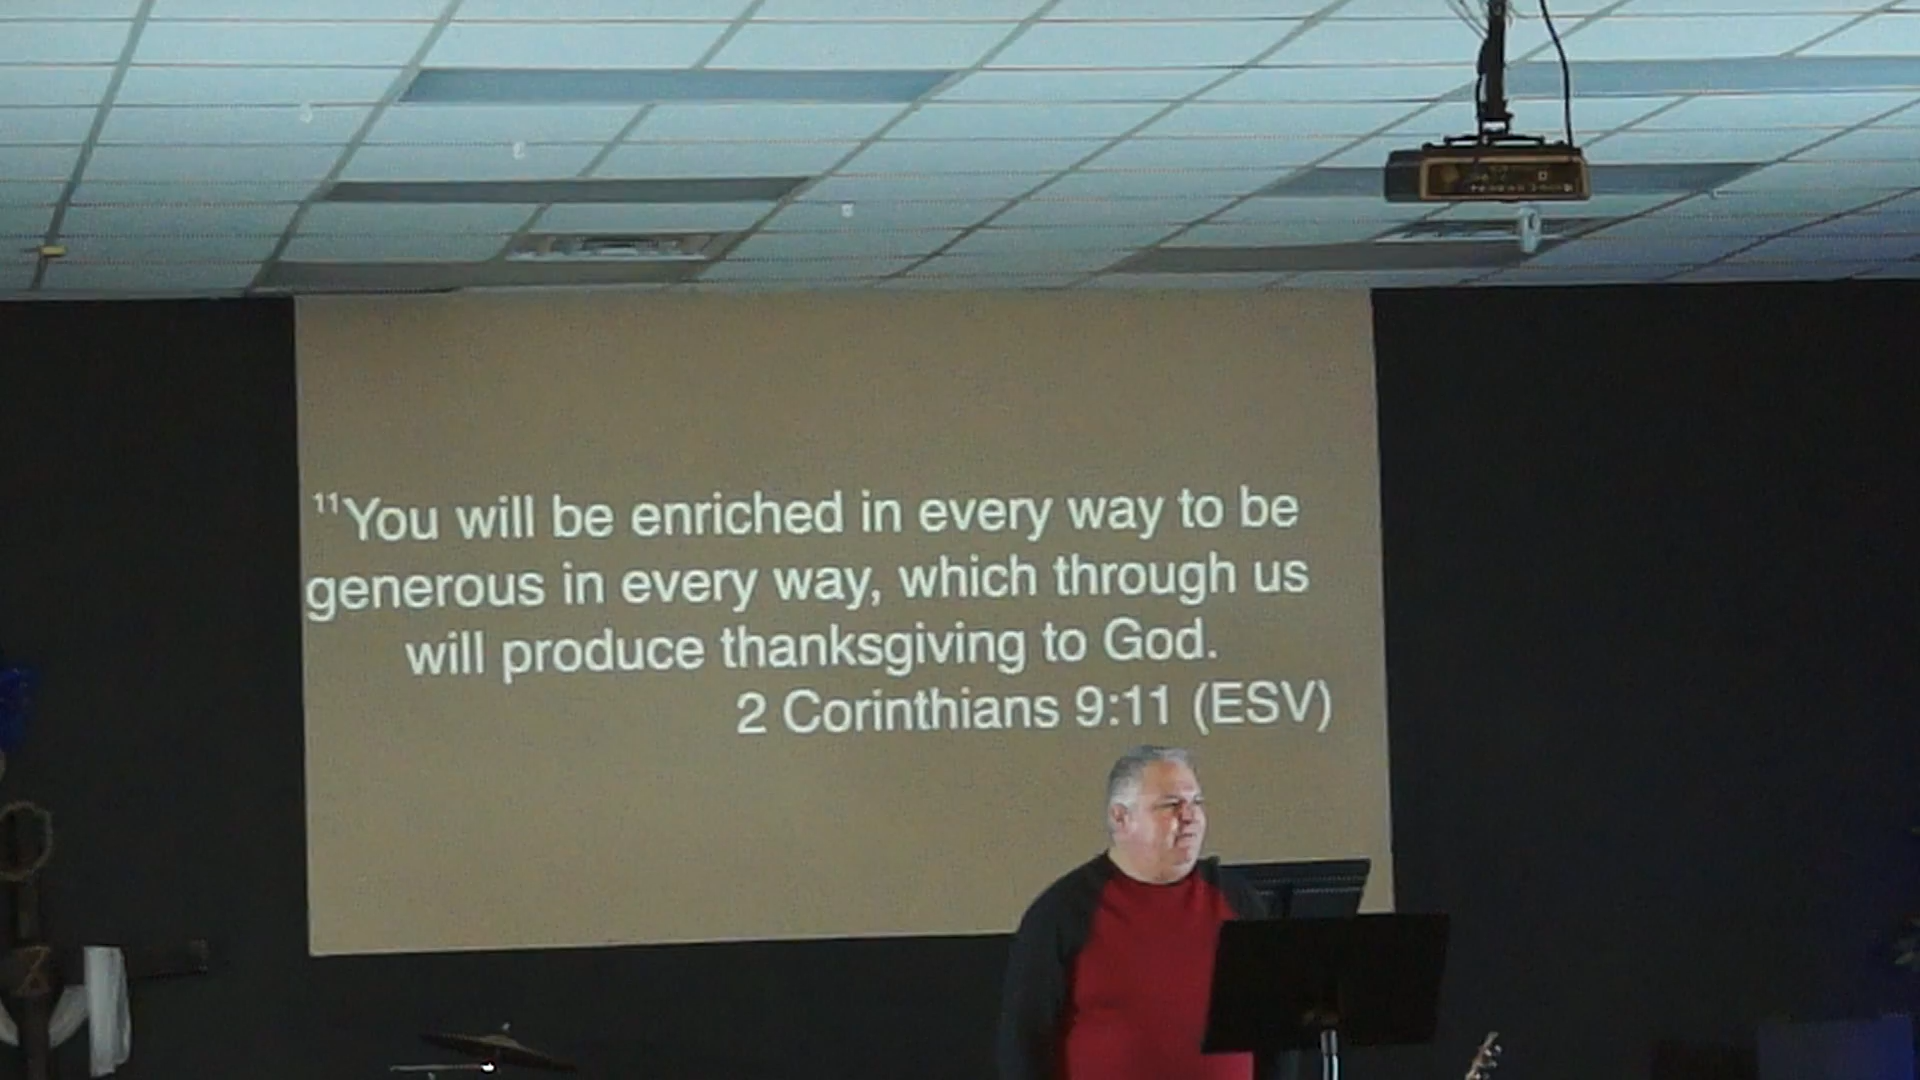 ¹¹You will be enriched in every way to be
generous in every way, which through us
will produce thanksgiving to God.
2 Corinthians 9:11 (ESV)